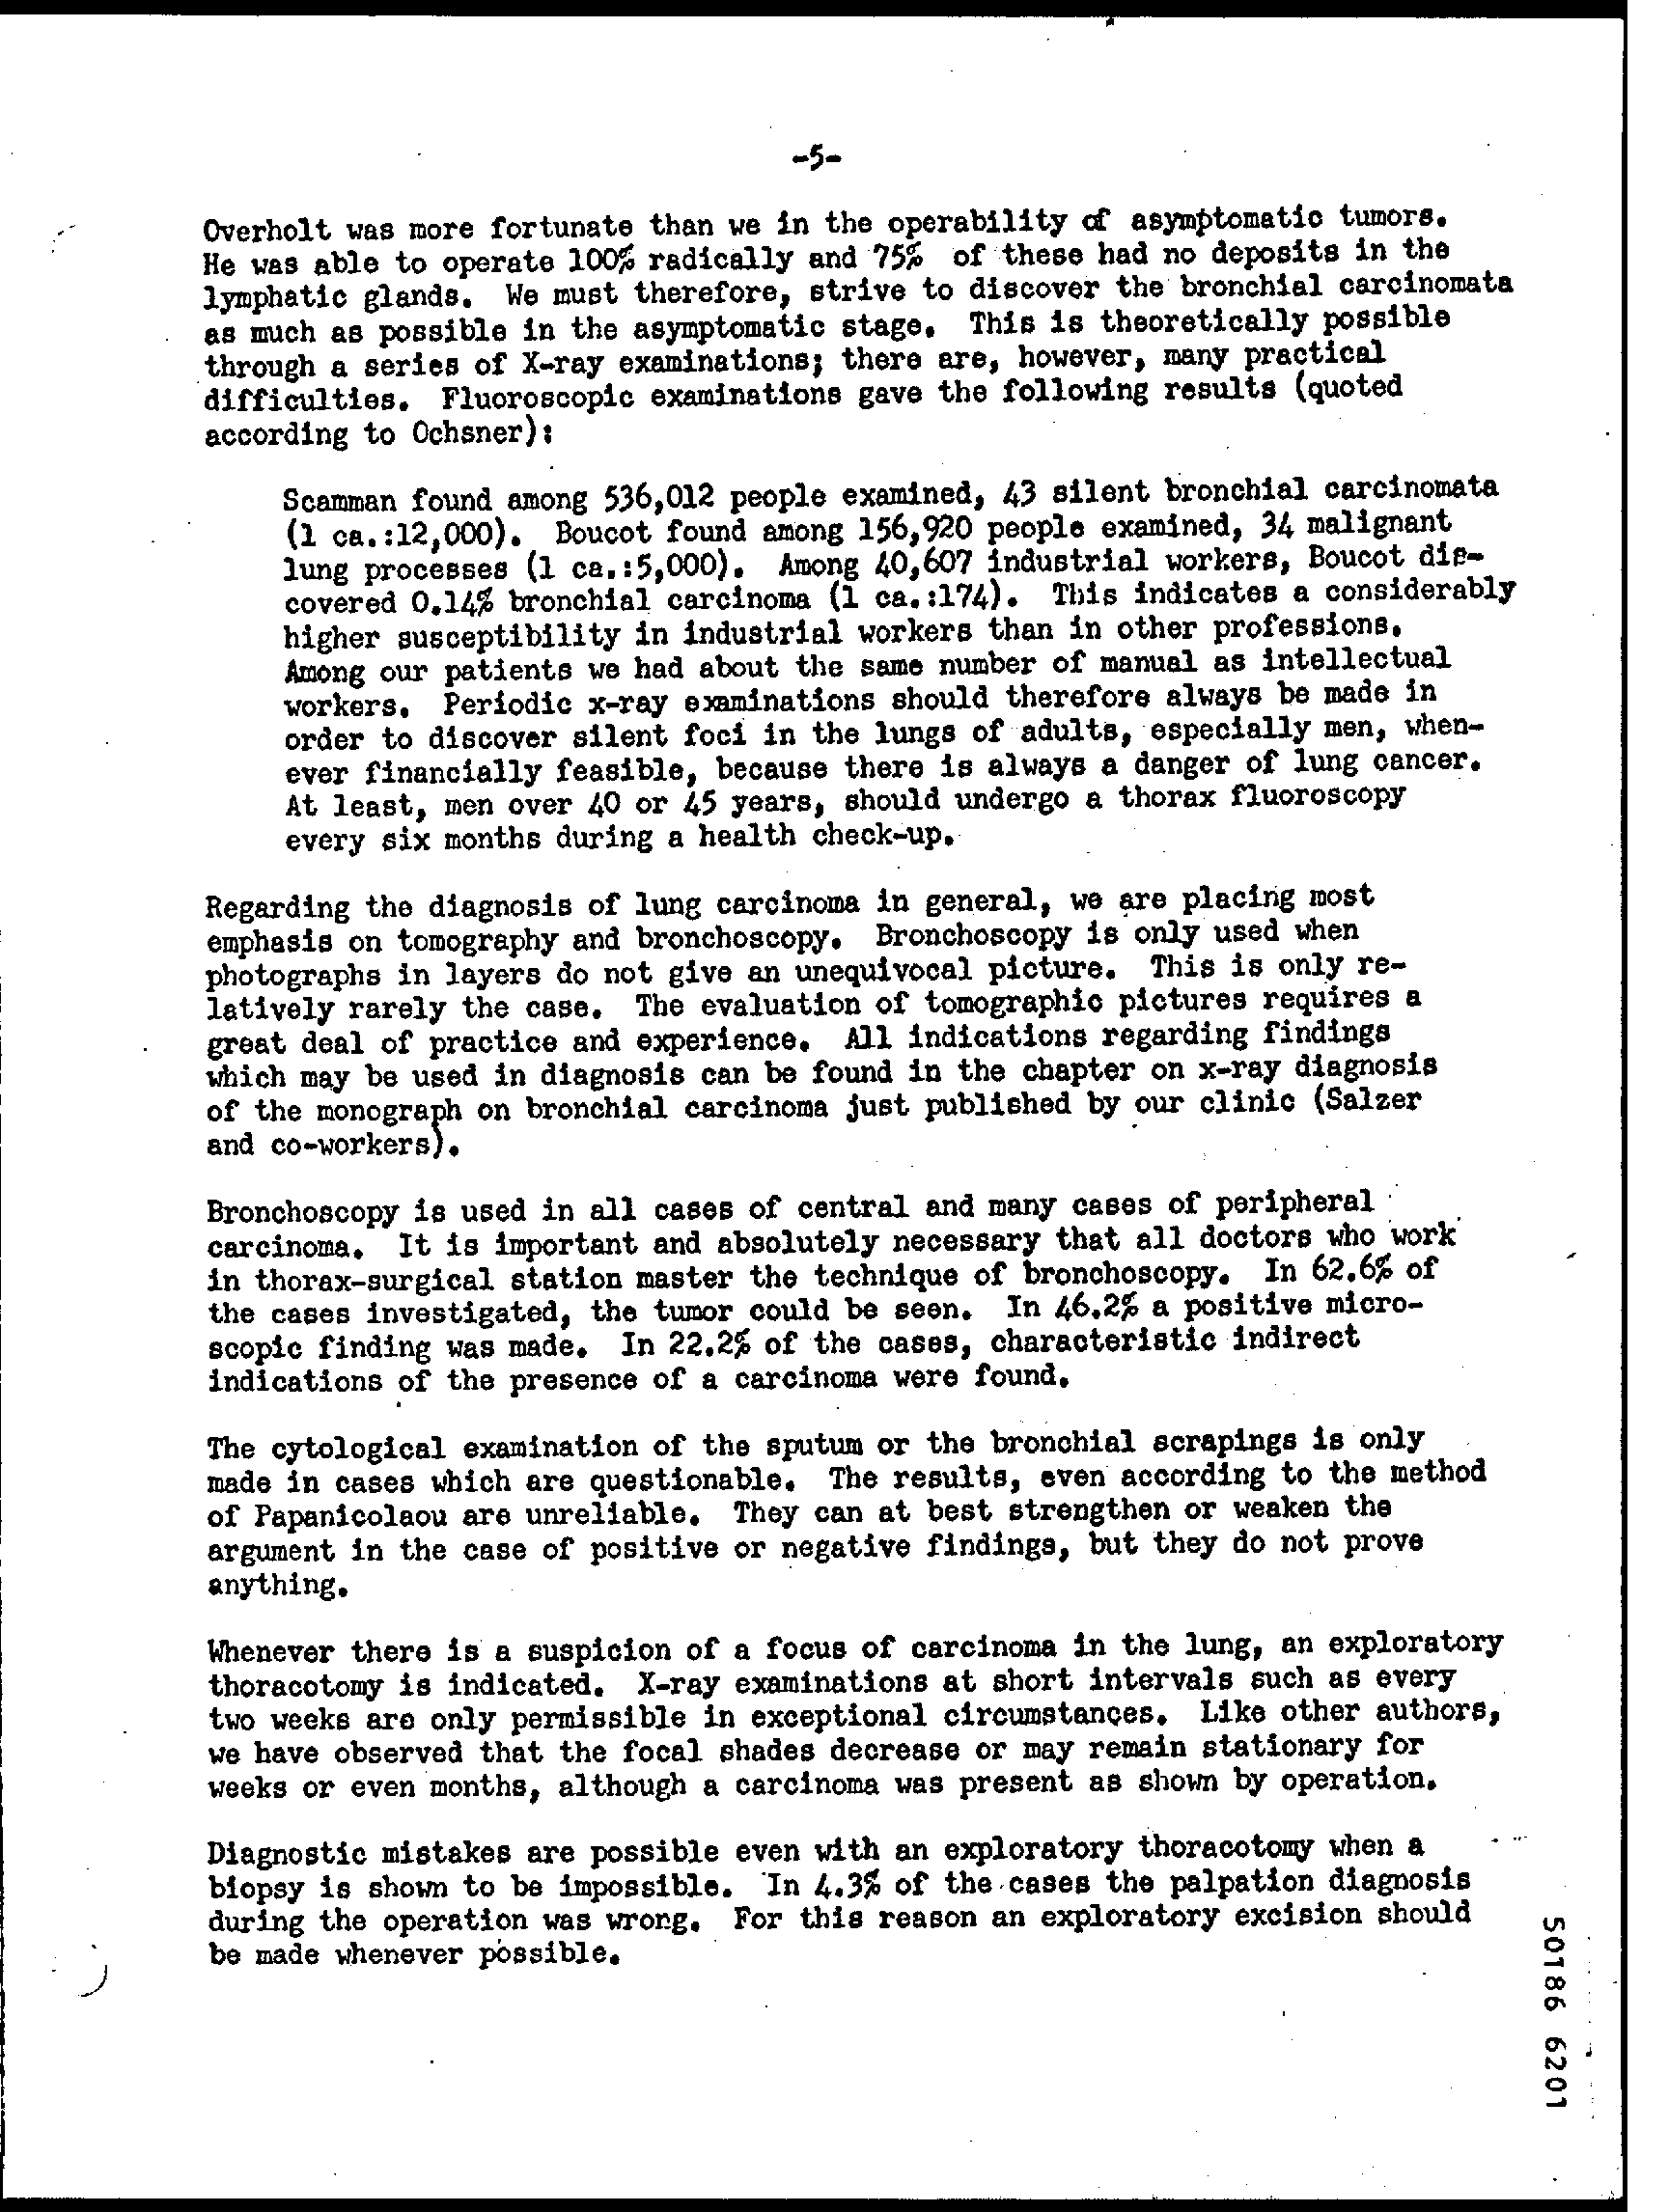 -5-
Overholt was more fortunate than we in the operability of asymptomatic tumors.
He was able to operate 100% radically and 75% of these had no deposits in the
lymphatic glands. We must therefore, strive to discover the bronchial carcinomata
as much as possible in the asymptomatic stage. This is theoretically possible
through a series of X-ray examinations; there are, however, many practical
difficulties. Fluoroscopic examinations gave the following results (quoted
according to Ochsner):
Scamman found among 536,012 people examined, 43 silent bronchial carcinomata
(1 ca.:12,000). Boucot found among 156,920 people examined, 34 malignant
lung processes (1 ca.:5,000). Among 40,607 industrial workers, Boucot dis-
covered 0.14% bronchial carcinoma (1 ca.:174). This indicates a considerably
higher susceptibility in industrial workers than in other professions.
Among our patients we had about the same number of manual as intellectual
workers. Periodic x-ray examinations should therefore always be made in
order to discover silent foci in the lungs of adults, especially men, when-
ever financially feasible, because there is always a danger of lung cancer.
At least, men over 40 or 45 years, should undergo a thorax fluoroscopy
every six months during a health check-up.
Regarding the diagnosis of lung carcinoma in general, we are placing most
emphasis on tomography and bronchoscopy. Bronchoscopy is only used when
photographs in layers do not give an unequivocal picture. This is only re-
latively rarely the case. The evaluation of tomographic pictures requires a
great deal of practice and experience. All indications regarding findings
which may be used in diagnosis can be found in the chapter on x-ray diagnosis
of the monograph on bronchial carcinoma just published by our clinic (Salzer
and co-workers).
Bronchoscopy is used in all cases of central and many cases of peripheral
carcinoma. It is important and absolutely necessary that all doctors who work
in thorax-surgical station master the technique of bronchoscopy. In 62.6% of
the cases investigated, the tumor could be seen. In 46.2% a positive micro-
scopic finding was made. In 22.2% of the cases, characteristic indirect
indications of the presence of a carcinoma were found.
The cytological examination of the sputum or the bronchial scrapings is only
made in cases which are questionable. The results, even according to the method
of Papanicolaou are unreliable. They can at best strengthen or weaken the
argument in the case of positive or negative findings, but they do not prove
anything.
Whenever there is a suspicion of a focus of carcinoma in the lung, an exploratory
thoracotomy is indicated. X-ray examinations at short intervals such as every
two weeks are only permissible in exceptional circumstances. Like other authors,
we have observed that the focal shades decrease or may remain stationary for
weeks or even months, although a carcinoma was present as shown by operation.
Diagnostic mistakes are possible even with an exploratory thoracotomy when a
biopsy is shown to be impossible. In 4.3% of the cases the palpation diagnosis
during the operation was wrong. For this reason an exploratory excision should
be made whenever possible.
50186 6201